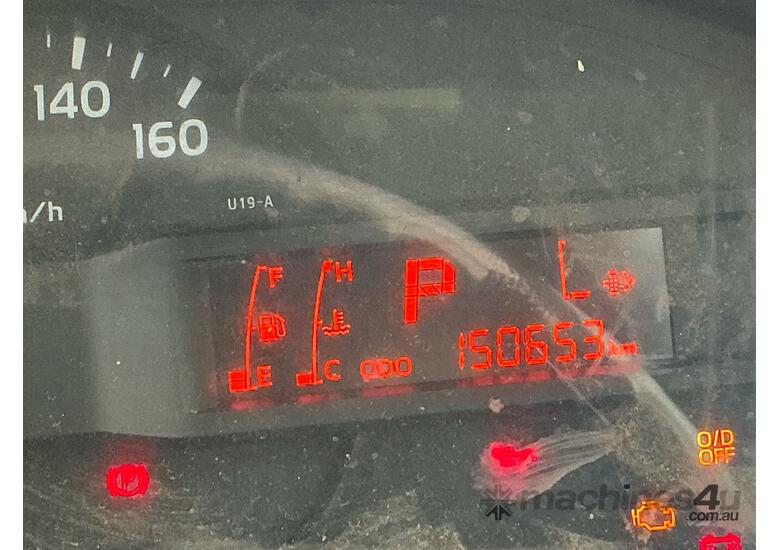 140
160
/h
U19-A
F H P L
E C ODO 150653 km
E
P
O/D
OFF
machines4u
.com.au